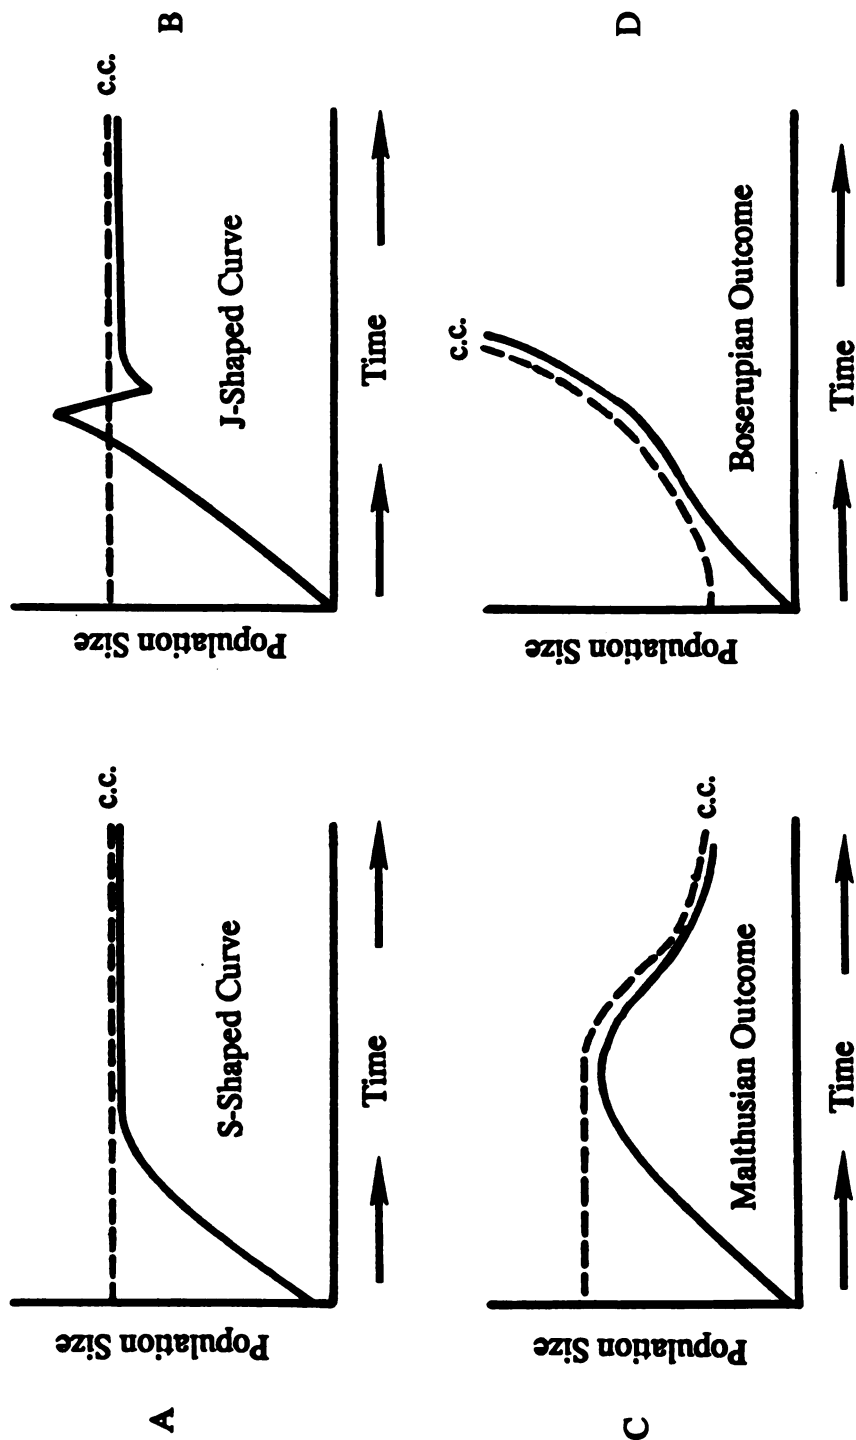 A
Population Size
c.c.
S-Shaped Curve
Time
B
Population Size
c.c.
J-Shaped Curve
Time
C
Population Size
c.c.
Malthusian Outcome
Time
D
Population Size
c.c.
Boserupian Outcome
Time